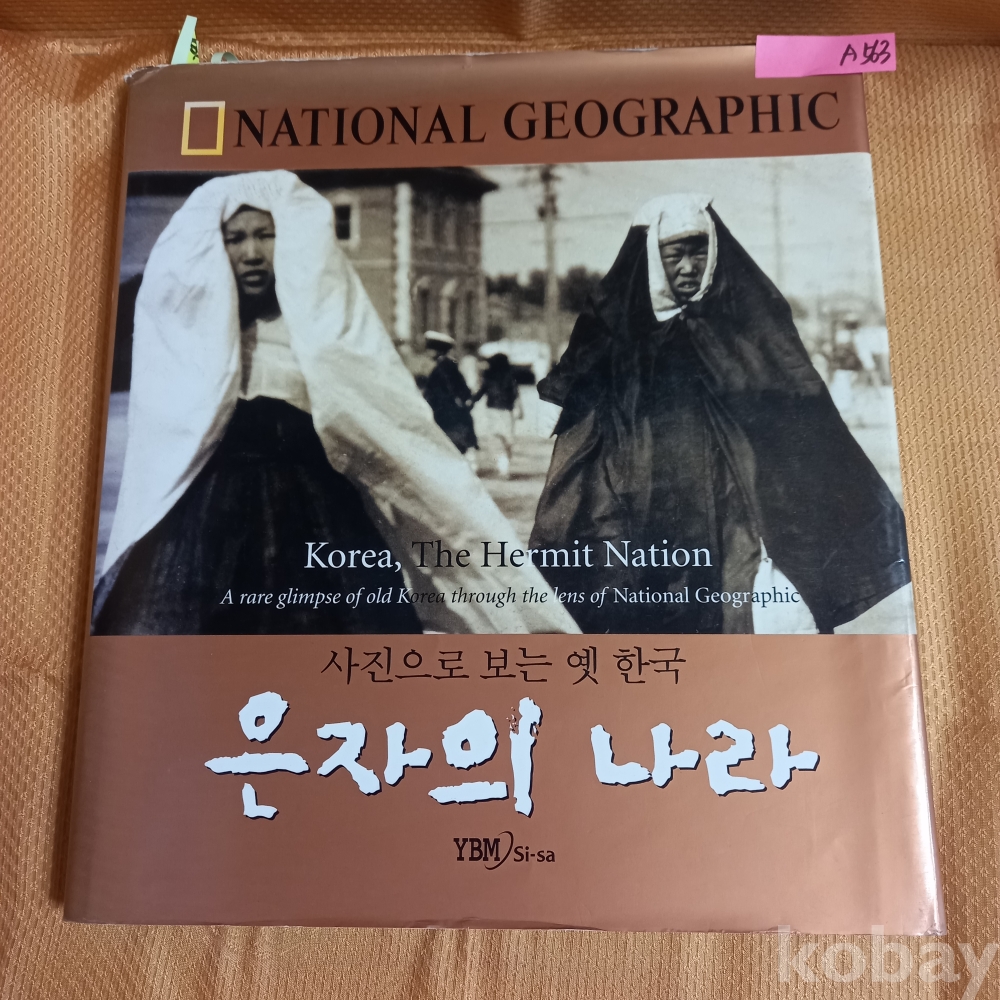 A563
NATIONAL GEOGRAPHIC
Korea, The Hermit Nation
A rare glimpse of old Korea through the lens of National Geographic
사진으로 보는 옛 한국
은자의 나라
YBM Si-sa
kobay